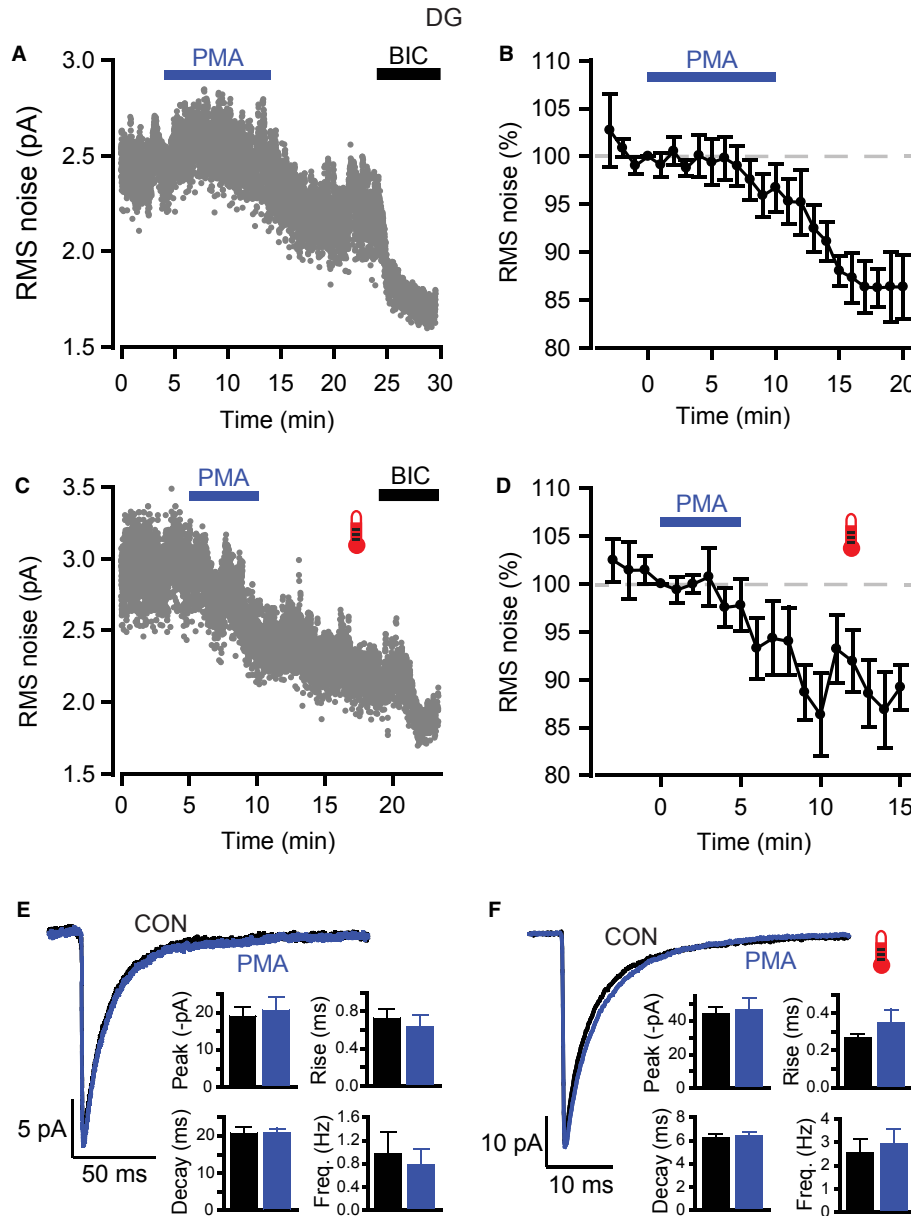 DG
A
PMA
BIC
RMS noise (pA)
3.0
2.5
2.0
1.5
0 5 10 15 20 25 30
Time (min)
B
PMA
RMS noise (%)
110
105
100
95
90
85
80
0 5 10 15 20
Time (min)
C
PMA
BIC
RMS noise (pA)
3.5
3.0
2.5
2.0
1.5
0 5 10 15 20
Time (min)
D
PMA
RMS noise (%)
110
105
100
95
90
85
80
0 5 10 15
Time (min)
E
CON
PMA
5 pA
50 ms
Peak (-pA)
20
10
0
Rise (ms)
0.8
0.4
0.0
Decay (ms)
20
10
0
Freq. (Hz)
1.6
1.2
0.8
0.4
0.0
F
CON
PMA
10 pA
10 ms
Peak (-pA)
40
20
0
Rise (ms)
0.4
0.2
0.0
Decay (ms)
8
6
4
2
0
Freq. (Hz)
4
3
2
1
0